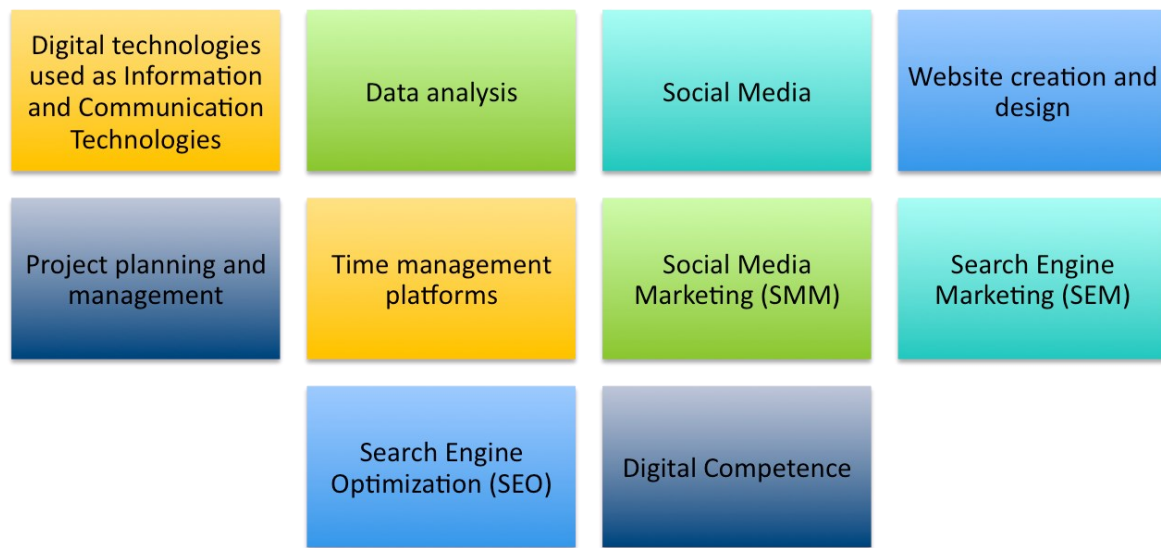 Digital technologies
used as Information
and Communication
Technologies
Data analysis
Social Media
Website creation and
design
Project planning and
management
Time management
platforms
Social Media
Marketing (SMM)
Search Engine
Marketing (SEM)
Search Engine
Optimization (SEO)
Digital Competence